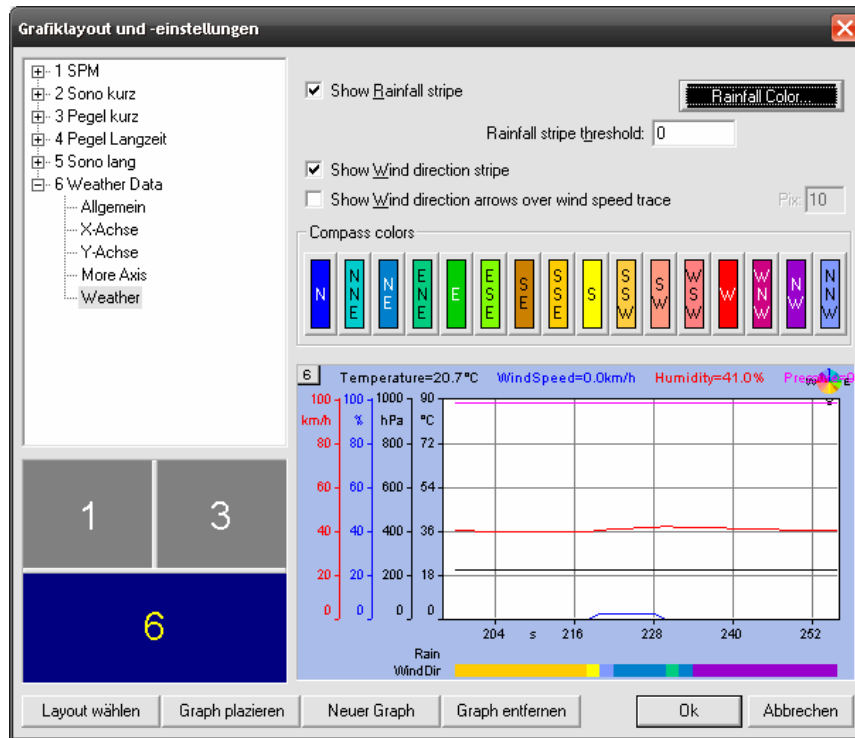 Grafiklayout und -einstellungen
1 SPM
2 Sono kurz
3 Pegel kurz
4 Pegel Langzeit
5 Sono lang
6 Weather Data
Allgemein
X-Achse
Y-Achse
More Axis
Weather
Show Rainfall stripe
Rainfall Color...
Rainfall stripe threshold: 0
Show Wind direction stripe
Show Wind direction arrows over wind speed trace
Pix: 10
Compass colors
N NNE NE ENE E ESE SE SSE S SSW SW WSW W WNW NW NNW
6 Temperature=20.7°C WindSpeed=0.0km/h Humidity=41.0%
W E
100 100 1000 90
km/h % hPa °C
80 80 800 72
60 60 600 54
40 40 400 36
20 20 200 18
0 0 0 0
204 s 216 228 240 252
Rain
WindDir
1 3
6
Layout wählen Graph plazieren Neuer Graph Graph entfernen Ok Abbrechen